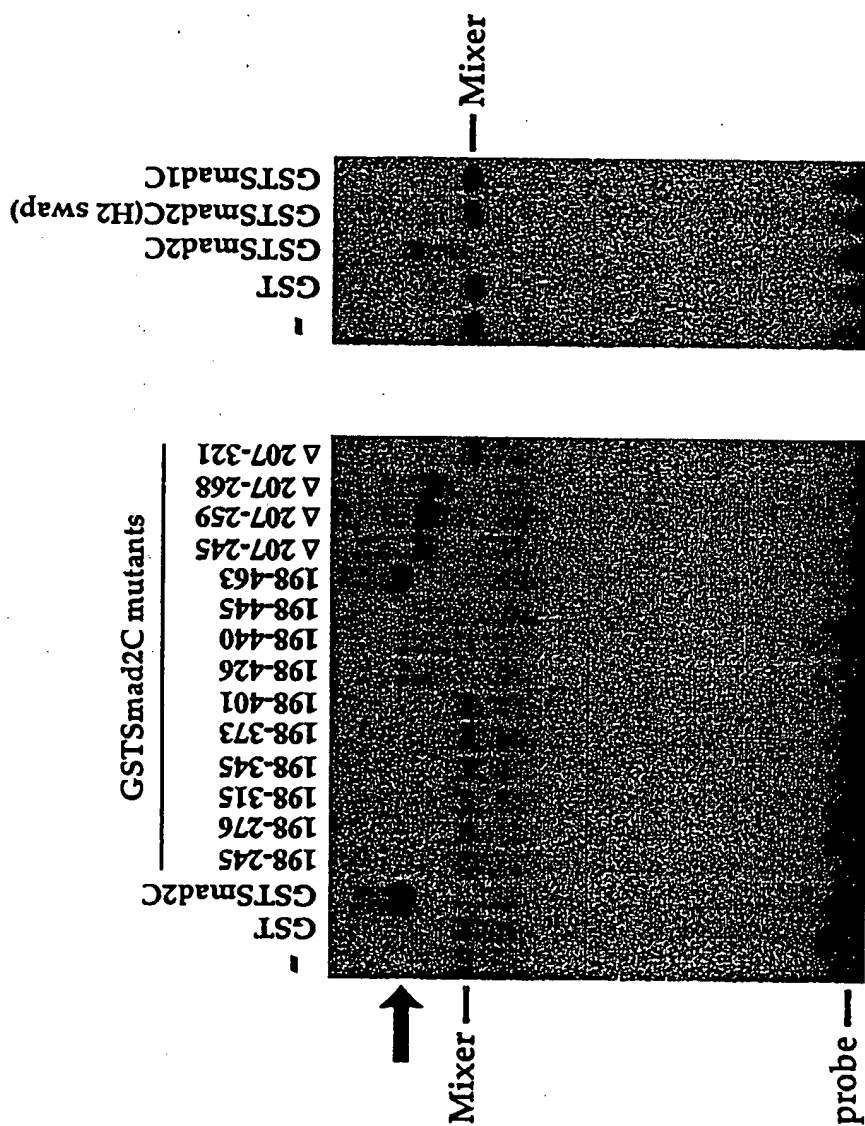 GSTSmad2C mutants
-
GST
GSTSmad2C
198-245
198-276
198-315
198-345
198-373
198-401
198-426
198-440
198-445
198-463
Δ 207-245
Δ 207-259
Δ 207-268
Δ 207-321
Mixer
probe
-
GST
GSTSmad2C
GSTSmad2C(H2 swap)
GSTSmad1C
Mixer